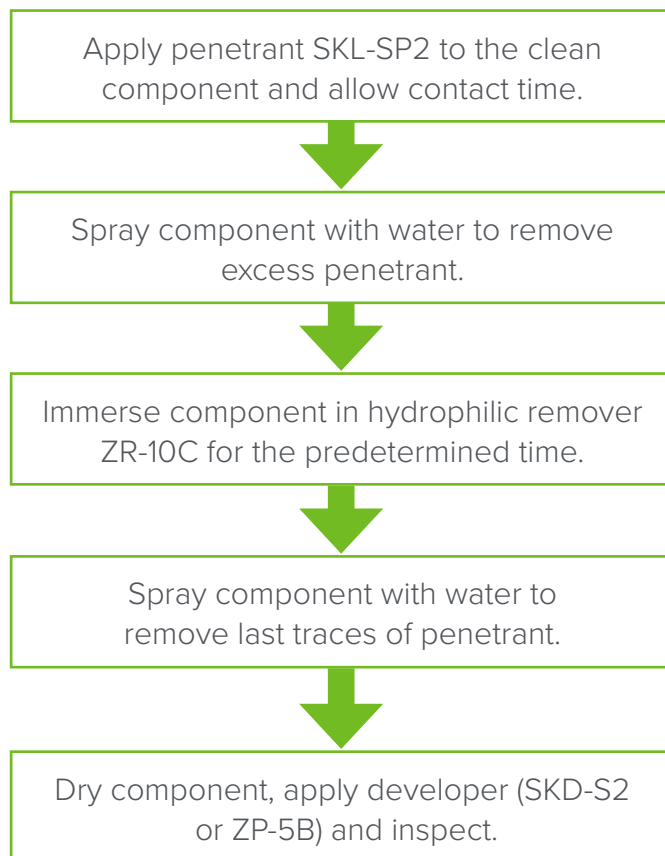 Apply penetrant SKL-SP2 to the clean
component and allow contact time.
Spray component with water to remove
excess penetrant.
Immerse component in hydrophilic remover
ZR-10C for the predetermined time.
Spray component with water to
remove last traces of penetrant.
Dry component, apply developer (SKD-S2
or ZP-5B) and inspect.